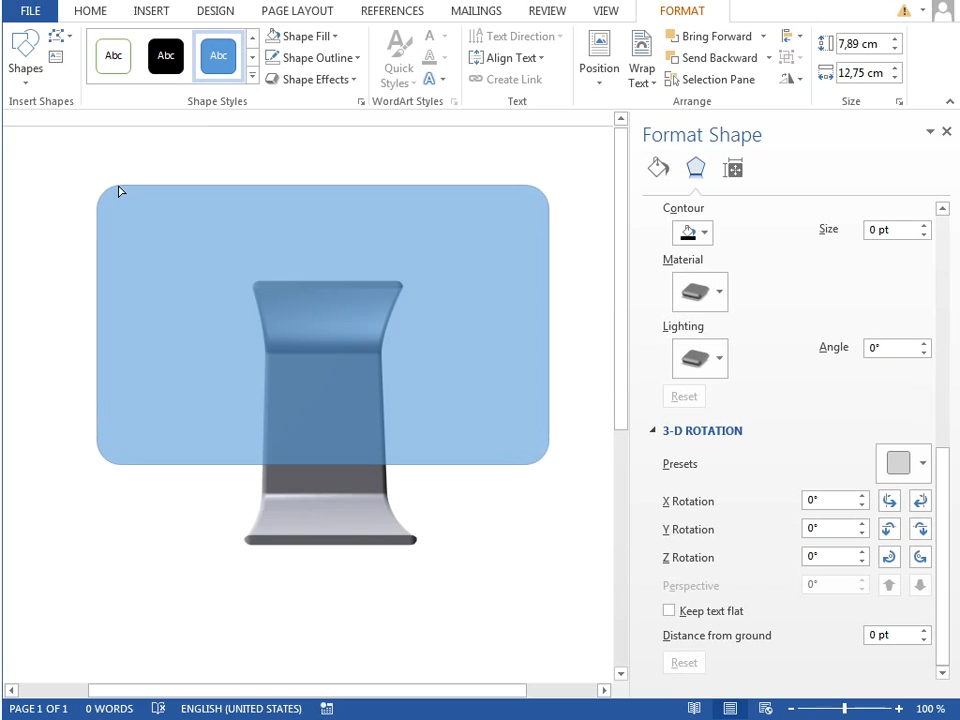 FILE HOME INSERT DESIGN PAGE LAYOUT REFERENCES MAILINGS REVIEW VIEW FORMAT
Shapes
Insert Shapes
Abc Abc Abc
Shape Fill
Shape Outline
Shape Effects
Shape Styles
Quick
Styles
A
A
A
WordArt Styles
Text Direction
Align Text
Create Link
Text
Position
Wrap
Text
Bring Forward
Send Backward
Selection Pane
Arrange
7,89 cm
12,75 cm
Size
Format Shape
Contour
Size 0 pt
Material
Lighting
Angle 0°
Reset
3-D ROTATION
Presets
X Rotation 0°
Y Rotation 0°
Z Rotation 0°
Perspective 0°
Keep text flat
Distance from ground 0 pt
Reset
PAGE 1 OF 1 0 WORDS ENGLISH (UNITED STATES) 100 %